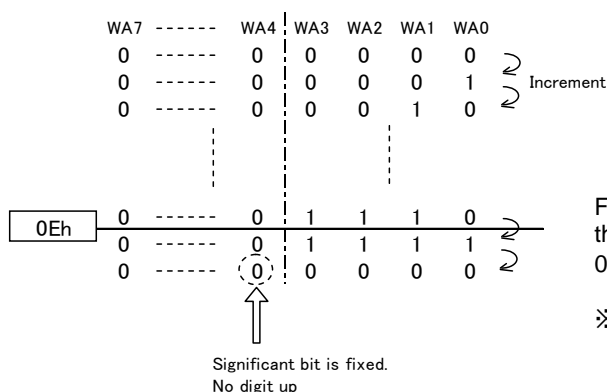 WA7 ------ WA4 WA3 WA2 WA1 WA0
0 ------ 0 0 0 0 0
0 ------ 0 0 0 0 1
Increment
0 ------ 0 0 0 1 0
0Eh
0 ------ 0 1 1 1 0
0 ------ 0 1 1 1 1
0 ------ 0 0 0 0 0
F
th
0
※
Significant bit is fixed.
No digit up